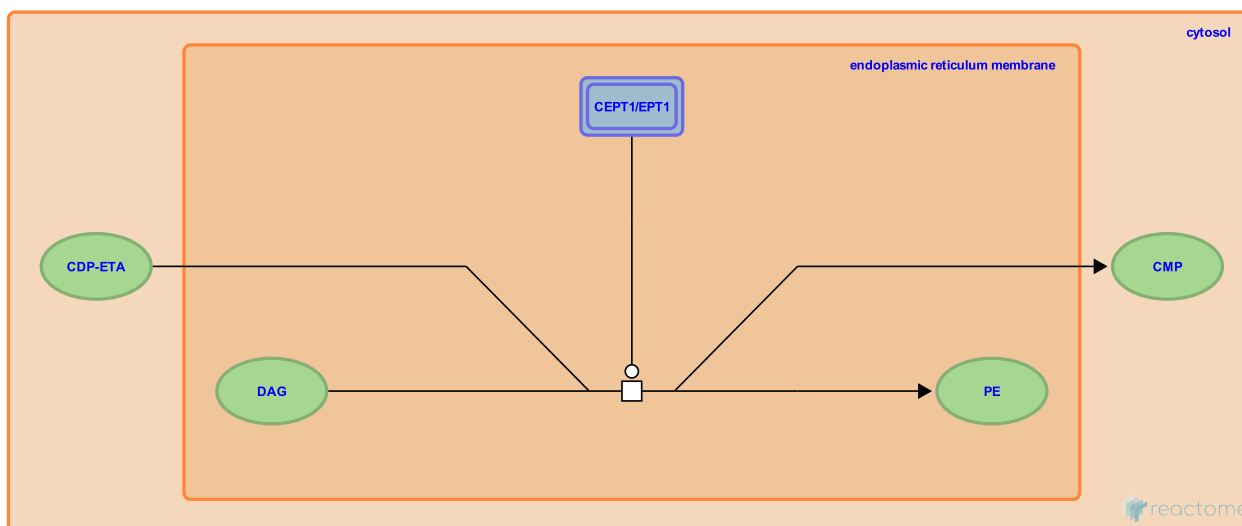 cytosol
endoplasmic reticulum membrane
CEPT1/EPT1
CDP-ETA
CMP
DAG
PE
reactome